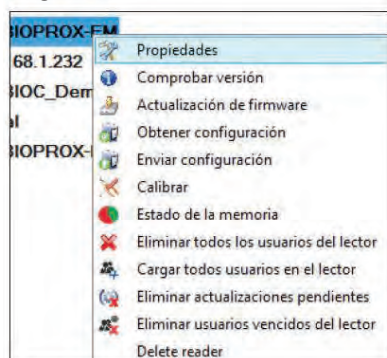 BIOPROX-EM
68.1.232
BIOC_Dem
al
BIOPROX-
Propiedades
Comprobar versión
Actualización de firmware
Obtener configuración
Enviar configuración
Calibrar
Estado de la memoria
Eliminar todos los usuarios del lector
Cargar todos usuarios en el lector
Eliminar actualizaciones pendientes
Eliminar usuarios vencidos del lector
Delete reader